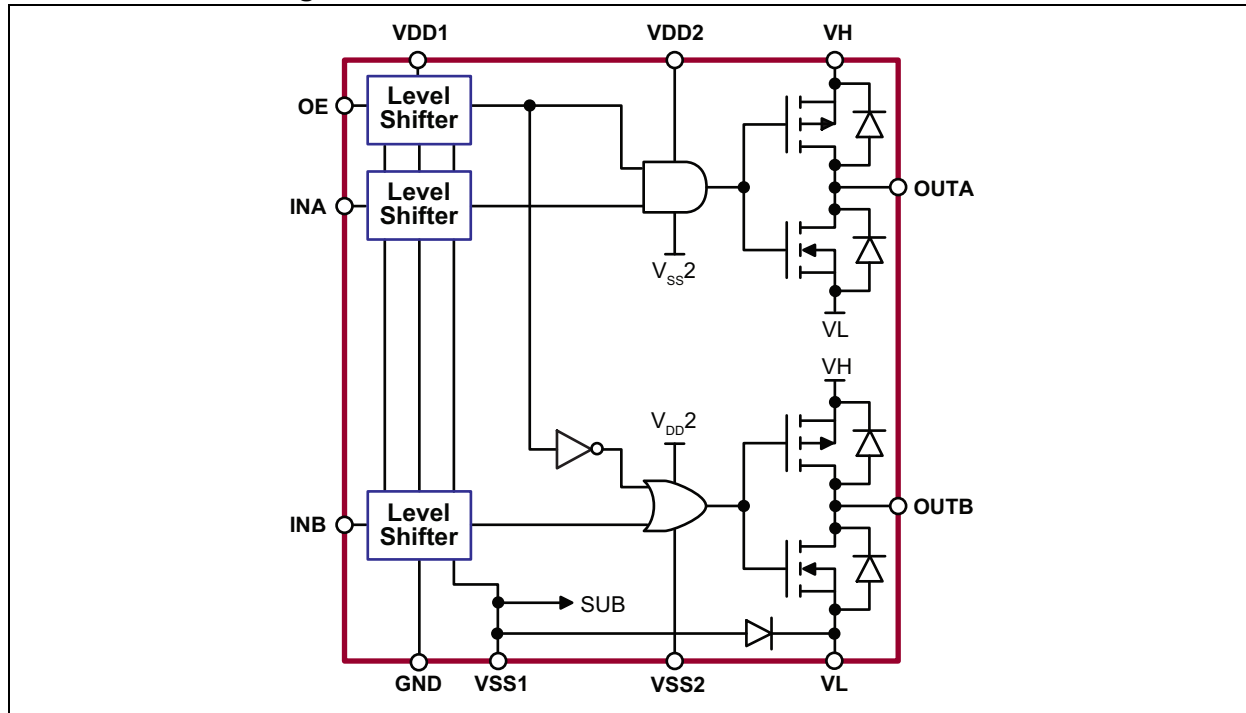 VDD1
VDD2
VH
OE
Level
Shifter
INA
Level
Shifter
OUTA
VSS2
VL
VH
VDD2
INB
Level
Shifter
OUTB
SUB
GND
VSS1
VSS2
VL